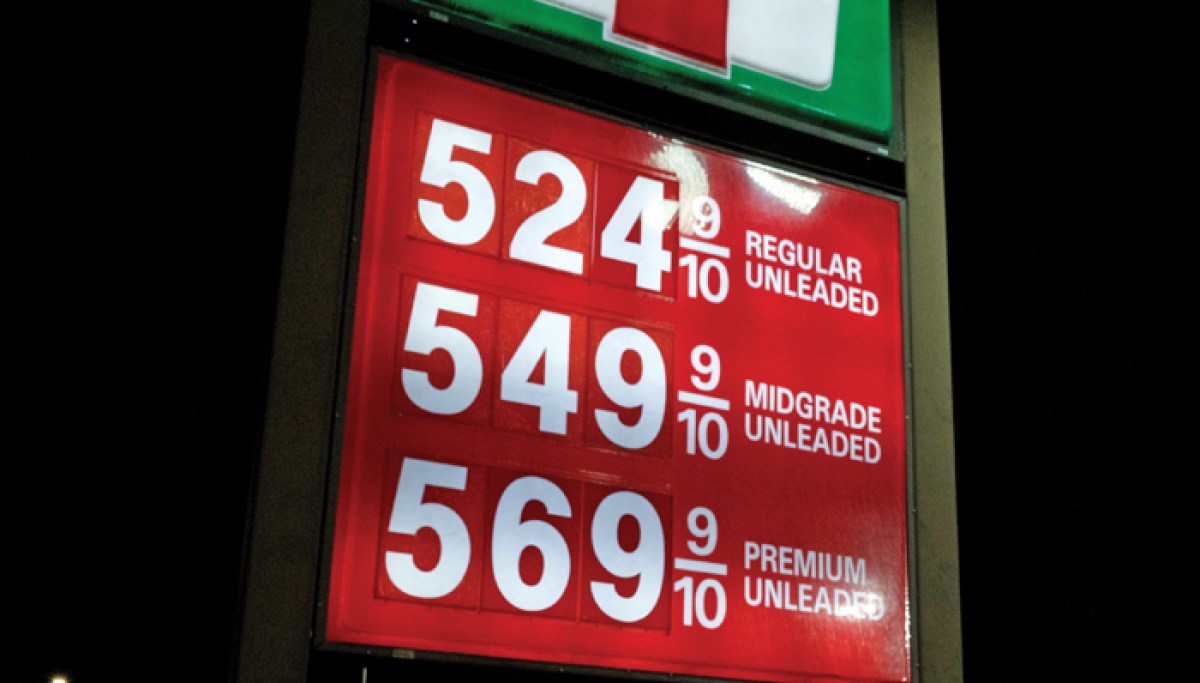 524 9/10 REGULAR
UNLEADED
549 9/10 MIDGRADE
UNLEADED
569 9/10 PREMIUM
UNLEADED